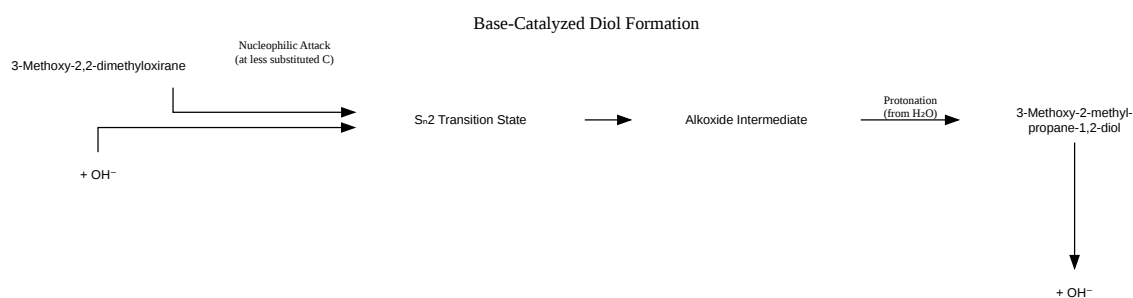 Base-Catalyzed Diol Formation
Nucleophilic Attack
(at less substituted C)
3-Methoxy-2,2-dimethyloxirane
+ OH⁻
Sₙ2 Transition State
Alkoxide Intermediate
Protonation
(from H₂O)
3-Methoxy-2-methyl-
propane-1,2-diol
+ OH⁻